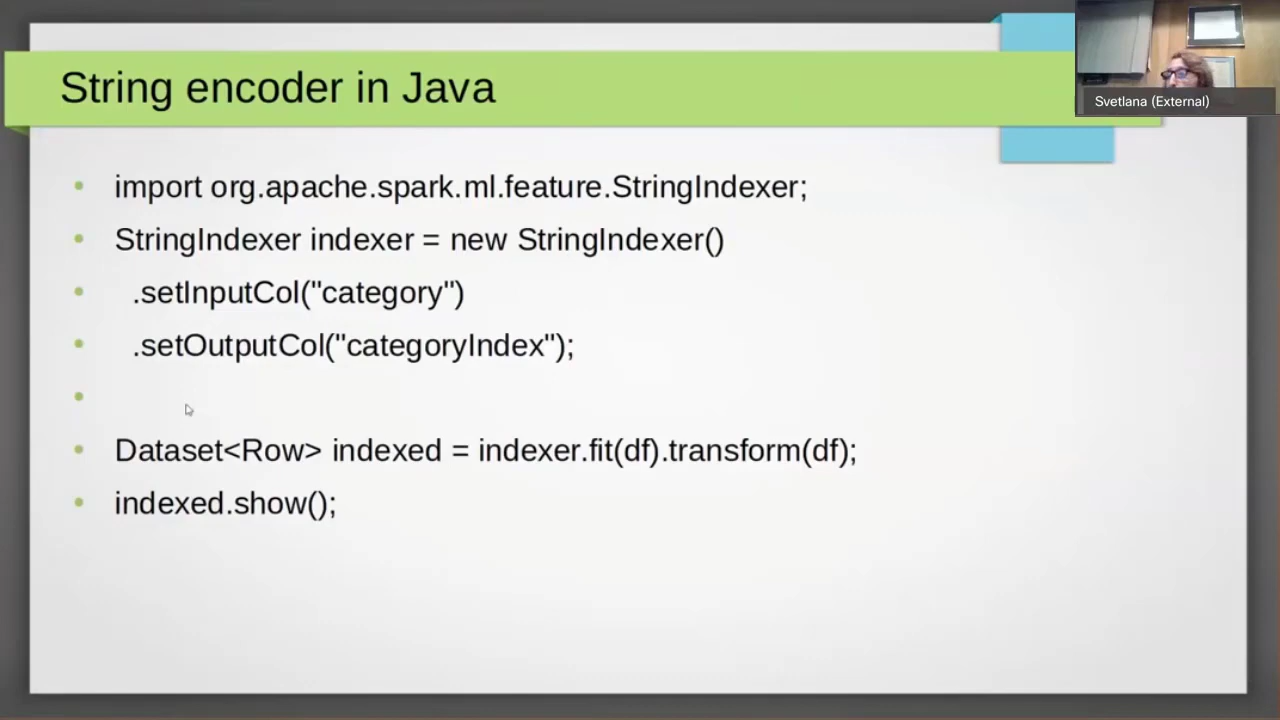 String encoder in Java
Svetlana (External)
import org.apache.spark.ml.feature.StringIndexer;
StringIndexer indexer = new StringIndexer()
.setInputCol("category")
.setOutputCol("categoryIndex");
Dataset<Row> indexed = indexer.fit(df).transform(df);
indexed.show();